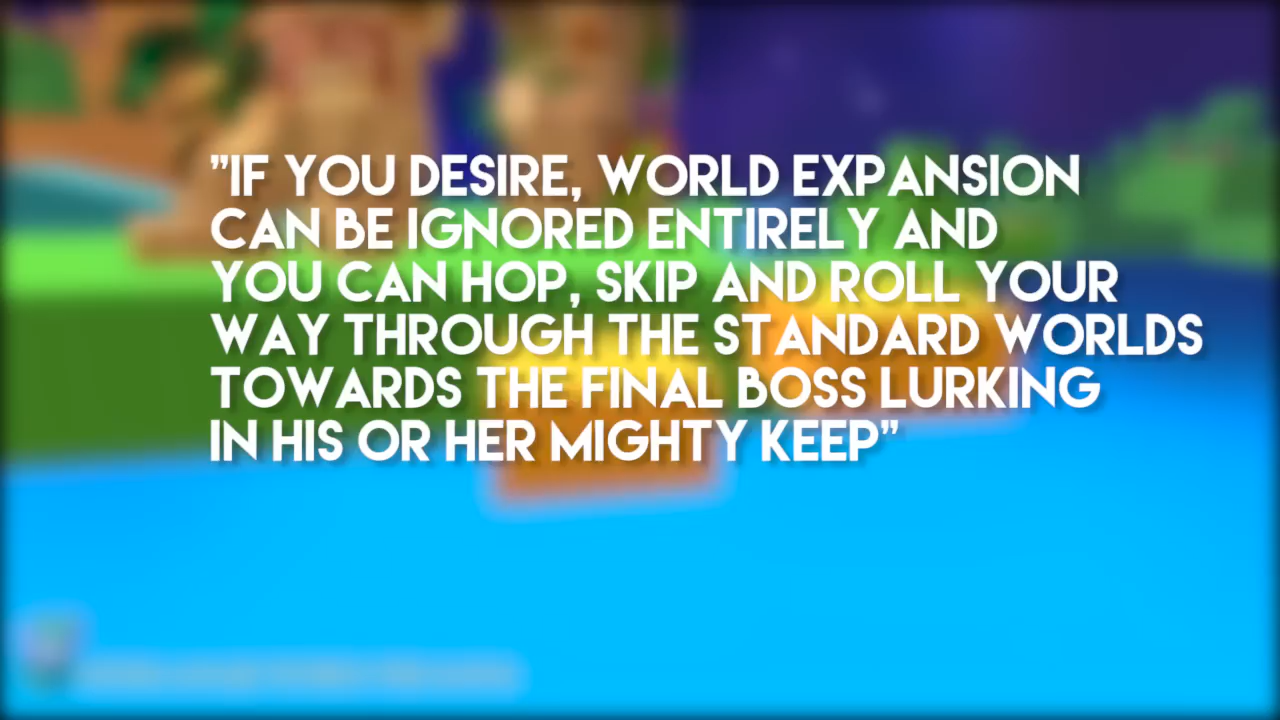 "IF YOU DESIRE, WORLD EXPANSION
CAN BE IGNORED ENTIRELY AND
YOU CAN HOP, SKIP AND ROLL YOUR
WAY THROUGH THE STANDARD WORLDS
TOWARDS THE FINAL BOSS LURKING
IN HIS OR HER MIGHTY KEEP"